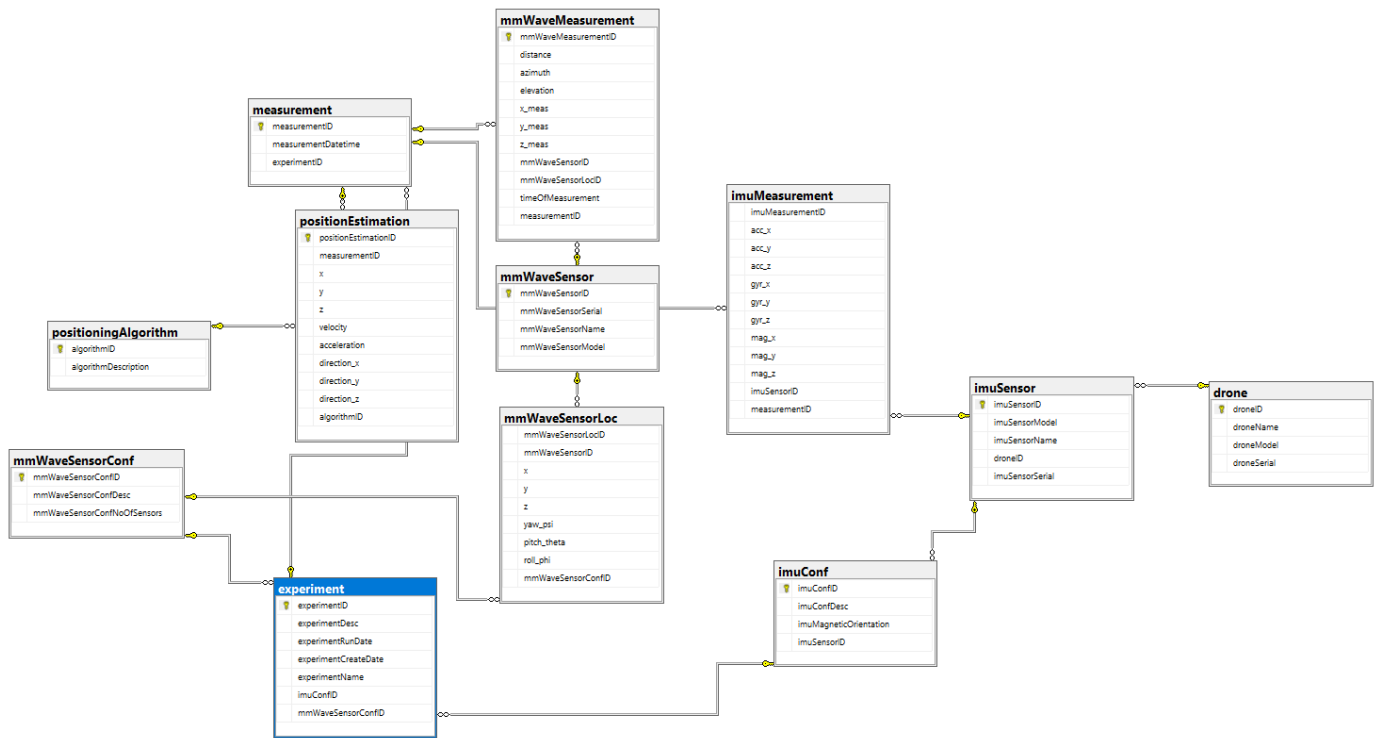 mmWaveMeasurement
mmWaveMeasurementID
distance
azimuth
elevation
x_meas
y_meas
z_meas
mmWaveSensorID
mmWaveSensorLocID
timeOfMeasurement
measurementID
measurement
measurementID
measurementDatetime
experimentID
imuMeasurement
imuMeasurementID
acc_x
acc_y
acc_z
gyr_x
gyr_y
gyr_z
mag_x
mag_y
mag_z
imuSensorID
measurementID
positionEstimation
positionEstimationID
measurementID
x
y
z
velocity
acceleration
direction_x
direction_y
direction_z
algorithmID
mmWaveSensor
mmWaveSensorID
mmWaveSensorSerial
mmWaveSensorName
mmWaveSensorModel
positioningAlgorithm
algorithmID
algorithmDescription
imuSensor
imuSensorID
imuSensorModel
imuSensorName
droneID
imuSensorSerial
drone
droneID
droneName
droneModel
droneSerial
mmWaveSensorLoc
mmWaveSensorLocID
mmWaveSensorID
x
y
z
yaw_psi
pitch_theta
roll_phi
mmWaveSensorConfID
mmWaveSensorConf
mmWaveSensorConfID
mmWaveSensorConfDesc
mmWaveSensorConfNoOfSensors
imuConf
imuConfID
imuConfDesc
imuMagneticOrientation
imuSensorID
experiment
experimentID
experimentDesc
experimentRunDate
experimentCreateDate
experimentName
imuConfID
mmWaveSensorConfID